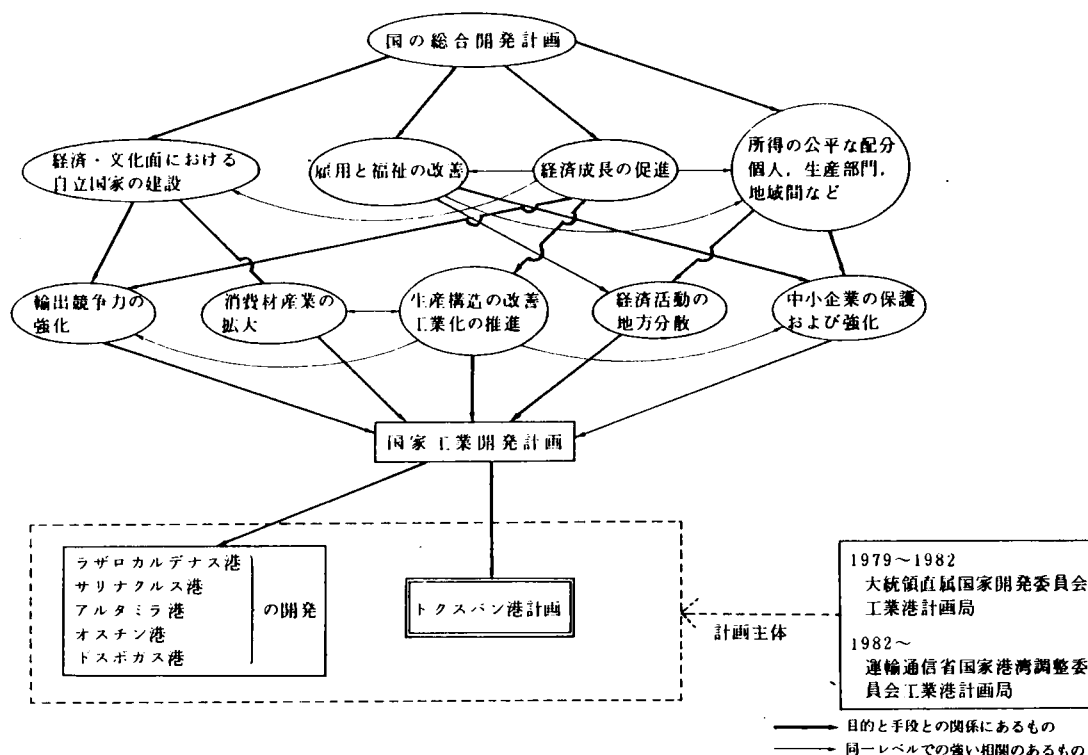 国の総合開発計画
経済・文化面における
自立国家の建設
雇用と福祉の改善
経済成長の促進
所得の公平な配分
個人，生産部門，
地域間など
輸出競争力の
強化
消費材産業の
拡大
生産構造の改善
工業化の推進
経済活動の
地方分散
中小企業の保護
および強化
国家工業開発計画
ラザロカルデナス港
サリナクルス港
アルタミラ港
オスチン港
ドスボカス港
の開発
トクスパン港計画
計画主体
1979～1982
大統領直属国家開発委員会
工業港計画局
1982～
運輸通信省国家港湾調整委
員会工業港計画局
目的と手段との関係にあるもの
同一レベルでの強い相関のあるもの